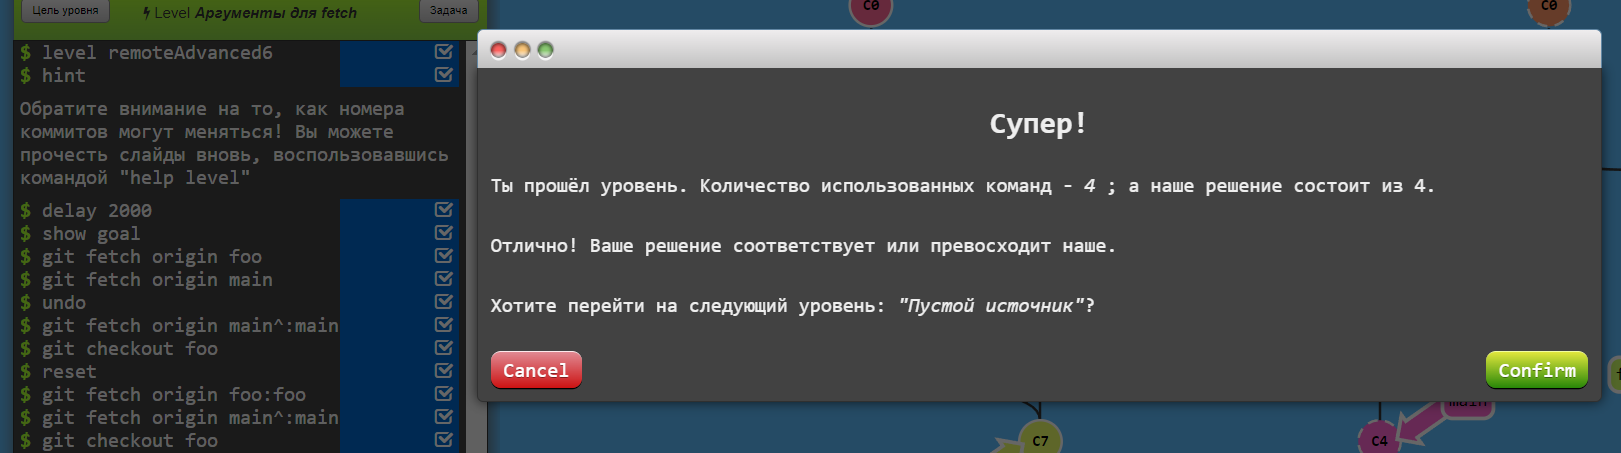 Цель уровня
Level Аргументы для fetch
Задача
$ level remoteAdvanced6
$ hint
Обратите внимание на то, как номера
коммитов могут меняться! Вы можете
прочесть слайды вновь, воспользовавшись
командой "help level"
$ delay 2000
$ show goal
$ git fetch origin foo
$ git fetch origin main
$ undo
$ git fetch origin main^:main
$ git checkout foo
$ reset
$ git fetch origin foo:foo
$ git fetch origin main^:main
$ git checkout foo
C0
C0
Супер!
Ты прошёл уровень. Количество использованных команд - 4 ; а наше решение состоит из 4.
Отлично! Ваше решение соответствует или превосходит наше.
Хотите перейти на следующий уровень: "Пустой источник"?
Cancel
Confirm
main
C7
C4